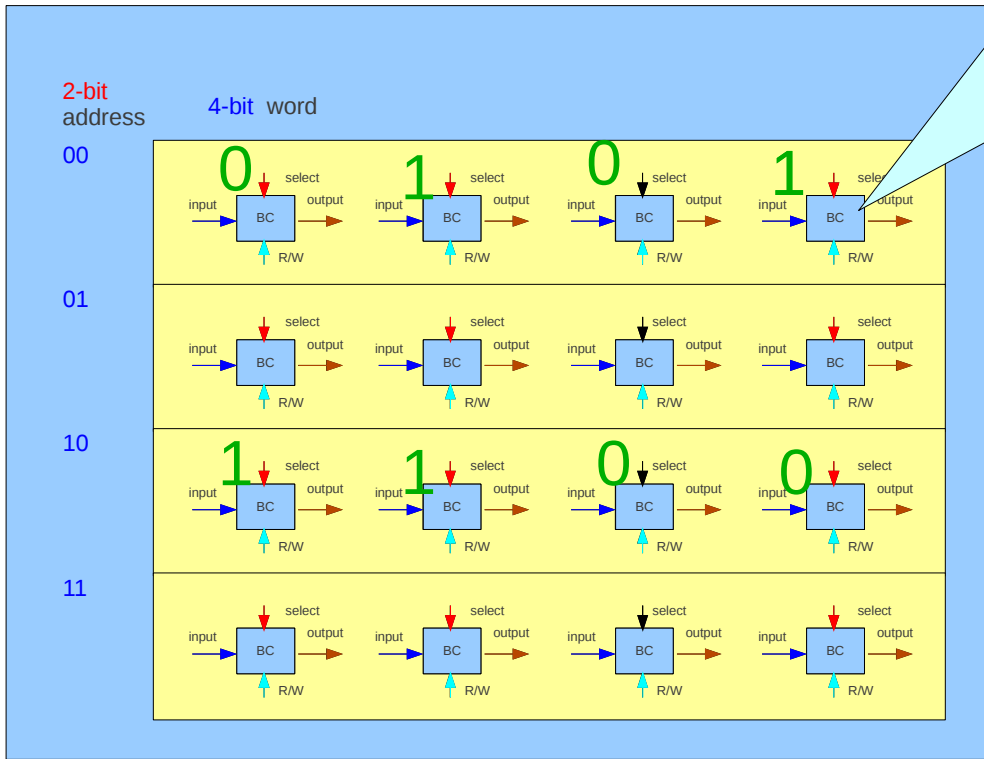 2-bit
address
4-bit word
00
0 1 0 1
select select select select
input output input output input output input output
BC BC BC BC
R/W R/W R/W R/W
01
select select select select
input output input output input output input output
BC BC BC BC
R/W R/W R/W R/W
10
1 1 0 0
select select select select
input output input output input output input output
BC BC BC BC
R/W R/W R/W R/W
11
select select select select
input output input output input output input output
BC BC BC BC
R/W R/W R/W R/W